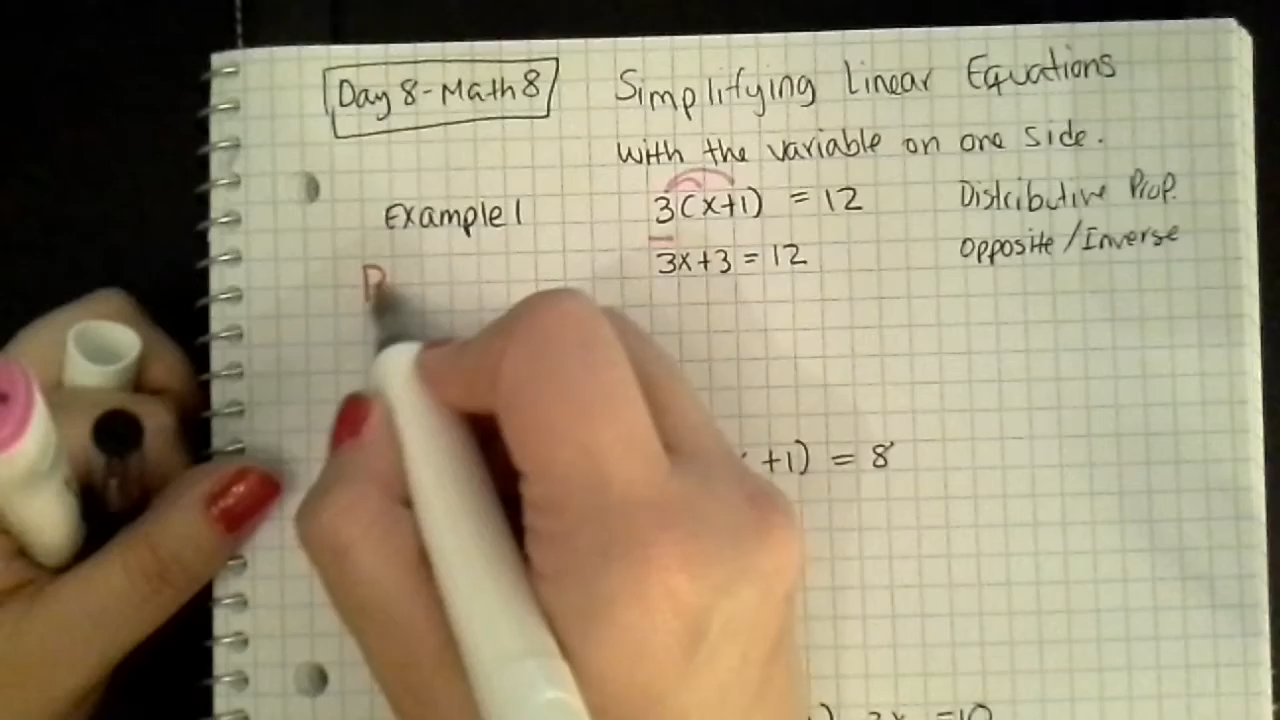 Day 8 - Math 8
Simplifying Linear Equations
with the variable on one side.
Example 1
3(x+1) = 12
Distributive Prop.
3x+3 = 12
Opposite/Inverse
+1) = 8
=10